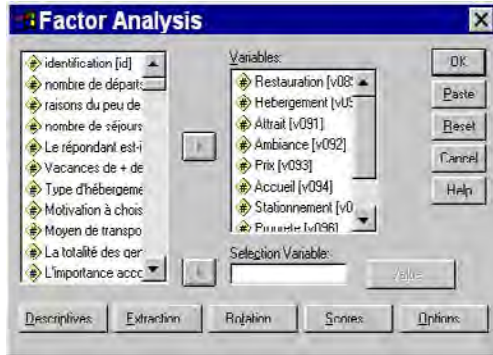 Factor Analysis
identification [id]
nombre de départs
raisons du peu de
nombre de séjours
Le répondant est-i
Vacances de + de
Type d'hébergeme
Motivation à chois
Moyen de transpo
La totalité des ger
L'importance accc
Variables:
Restauration [v08
Hebergement [v0
Attrait [v091]
Ambiance [v092]
Prix [v093]
Accueil [v094]
Stationnement [v0
[v096]
OK
Paste
Reset
Cancel
Help
Selection Variable:
Value
Descriptives
Extraction
Rotation
Scores
Options